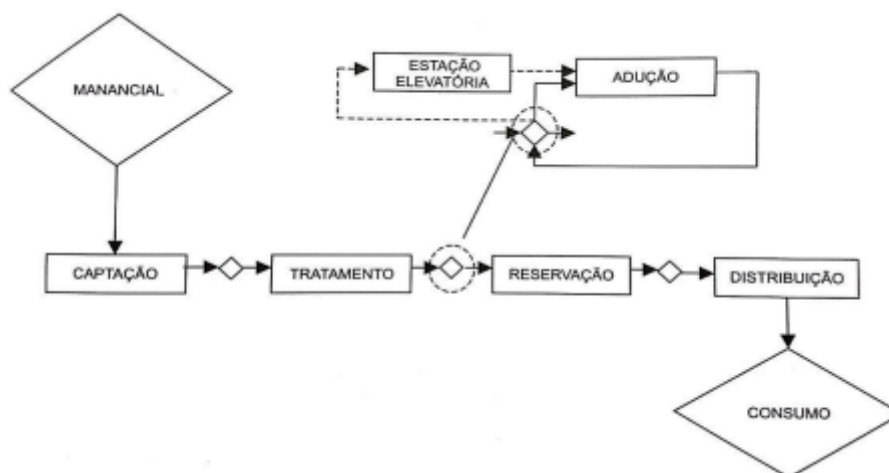 MANANCIAL
ESTAÇÃO
ELEVATÓRIA
ADUÇÃO
CAPTAÇÃO
TRATAMENTO
RESERVAÇÃO
DISTRIBUIÇÃO
CONSUMO